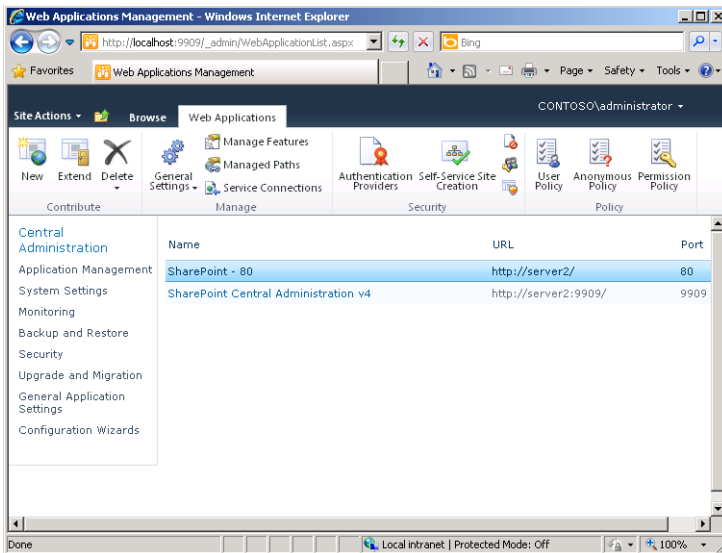 Web Applications Management - Windows Internet Explorer
http://localhost:9909/_admin/WebApplicationList.aspx
Bing
Favorites
Web Applications Management
Page
Safety
Tools
Site Actions
Browse
Web Applications
CONTOSO\administrator
New
Extend
Delete
General Settings
Manage Features
Managed Paths
Service Connections
Authentication Providers
Self-Service Site Creation
User Policy
Anonymous Policy
Permission Policy
Contribute
Manage
Security
Policy
Central
Administration
Application Management
System Settings
Monitoring
Backup and Restore
Security
Upgrade and Migration
General Application
Settings
Configuration Wizards
Name URL Port
SharePoint - 80 http://server2/ 80
SharePoint Central Administration v4 http://server2:9909/ 9909
Done
Local intranet | Protected Mode: Off
100%